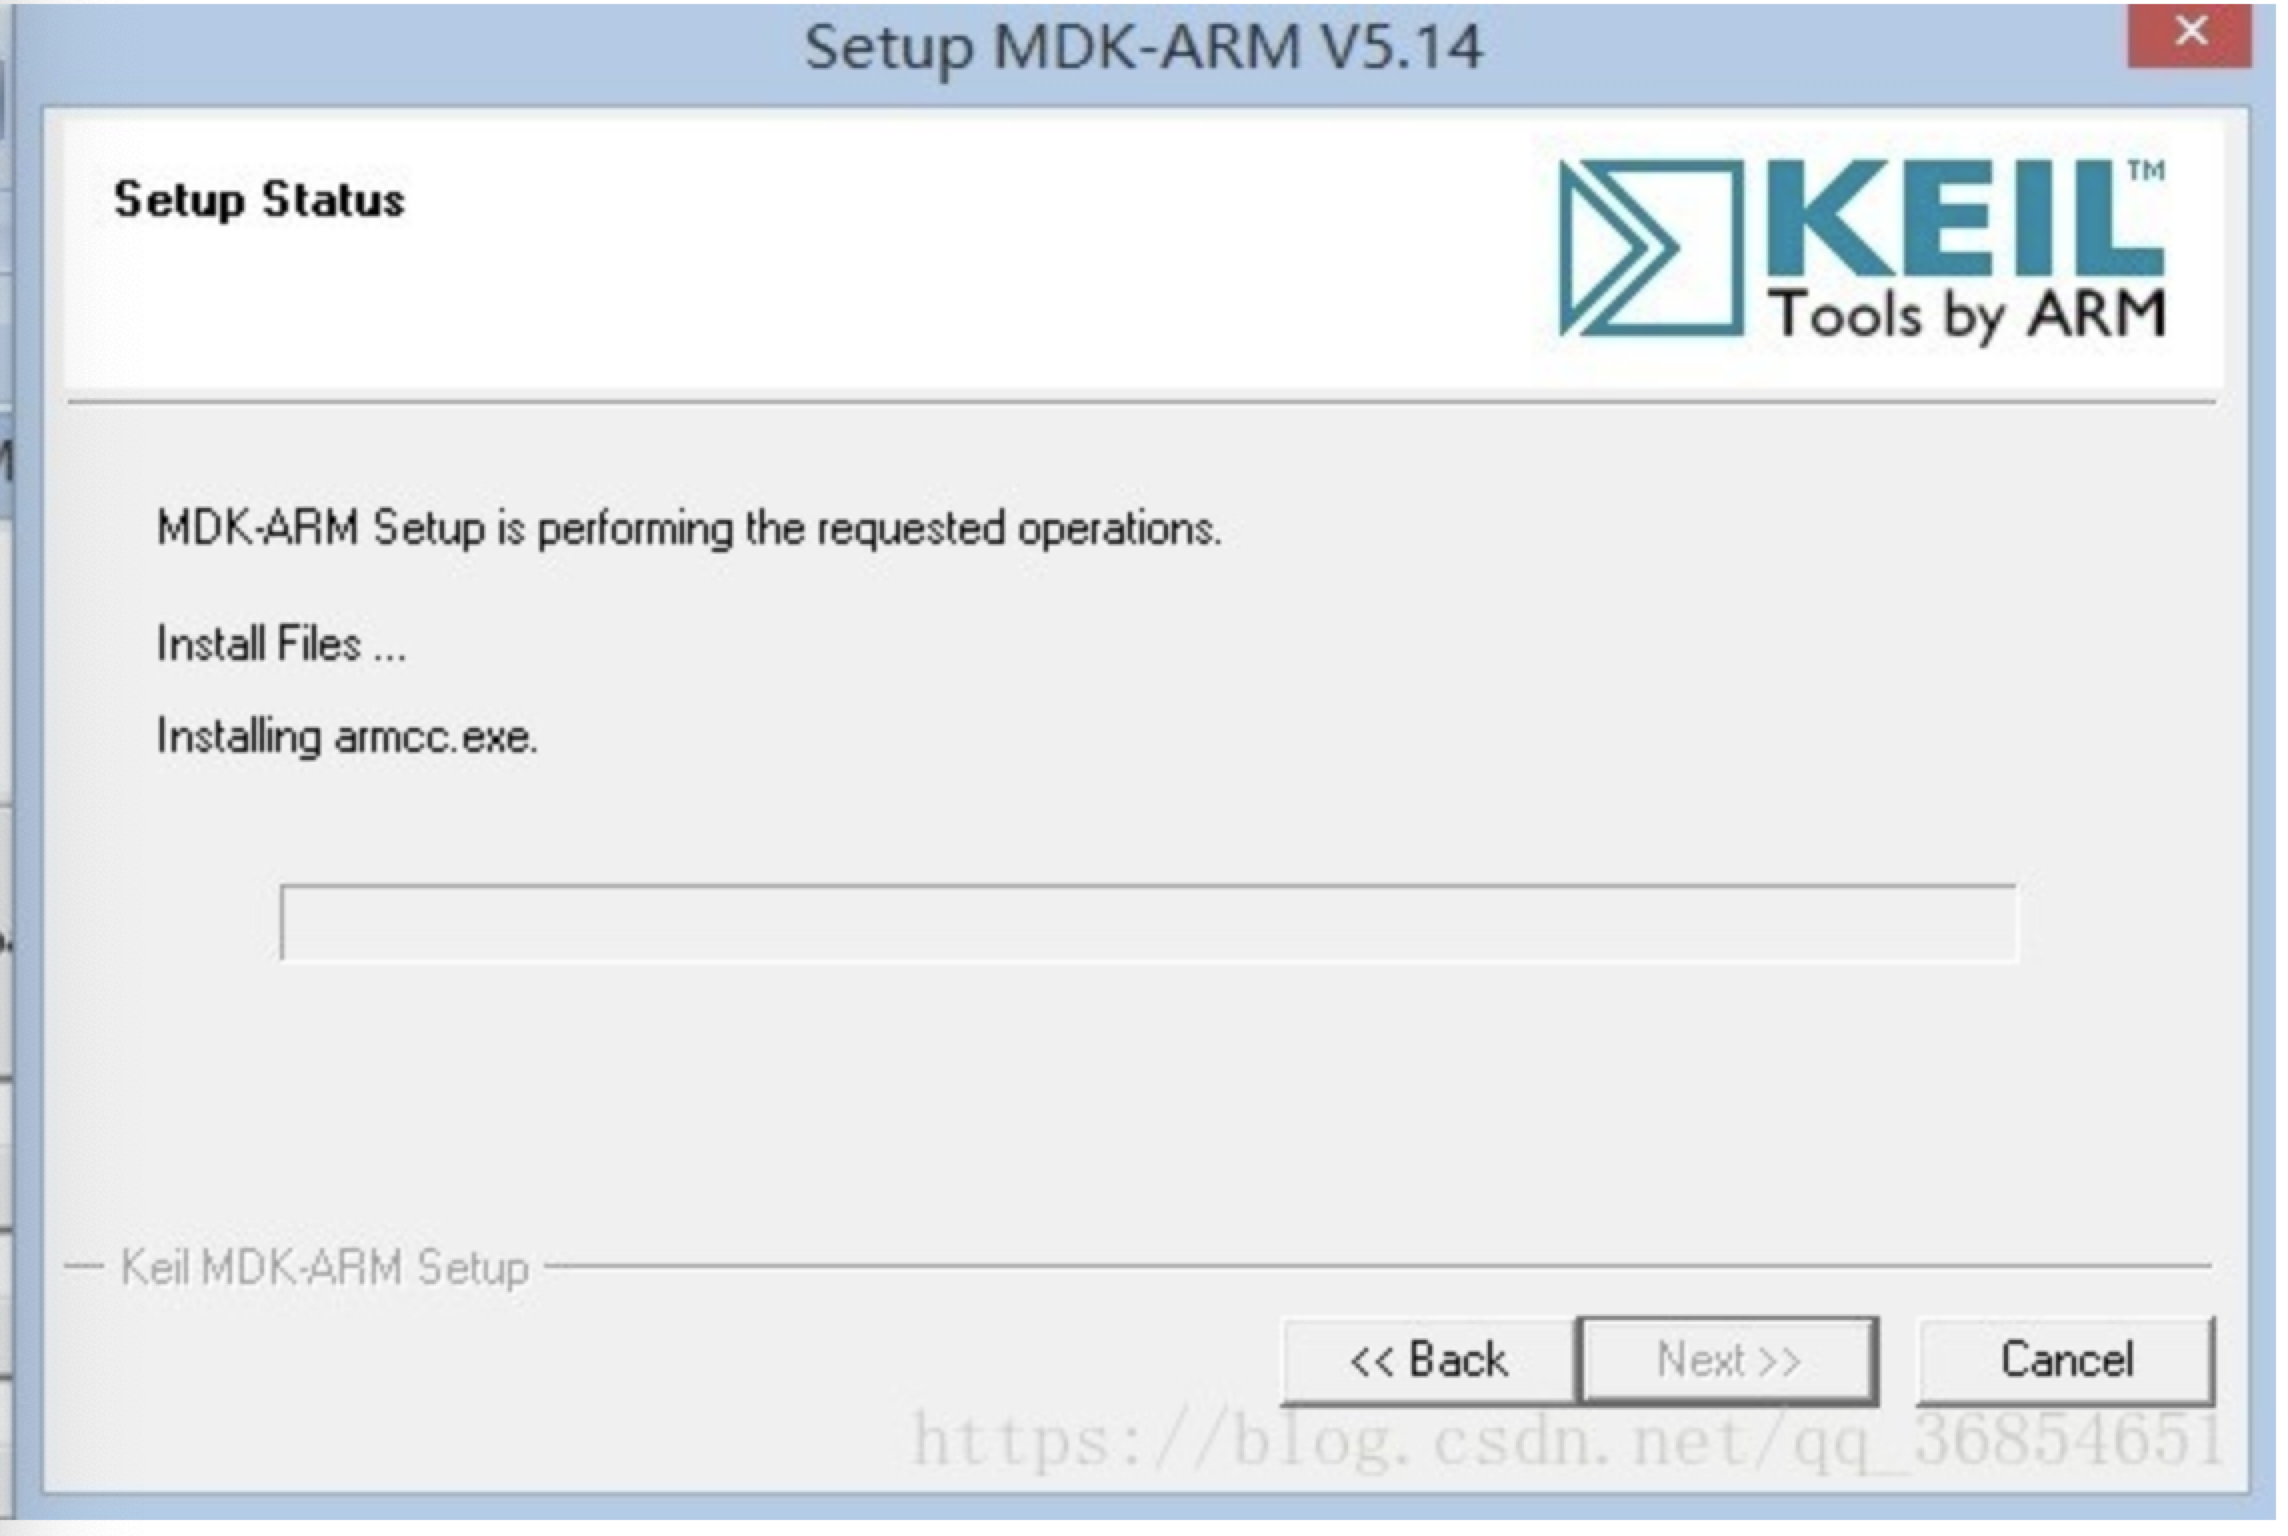 Setup MDK-ARM V5.14
Setup Status
KEIL™
Tools by ARM
MDK-ARM Setup is performing the requested operations.
Install Files ...
Installing armcc.exe.
Keil MDK-ARM Setup
<< Back
Next >>
Cancel
https://blog.csdn.net/qq_36854651